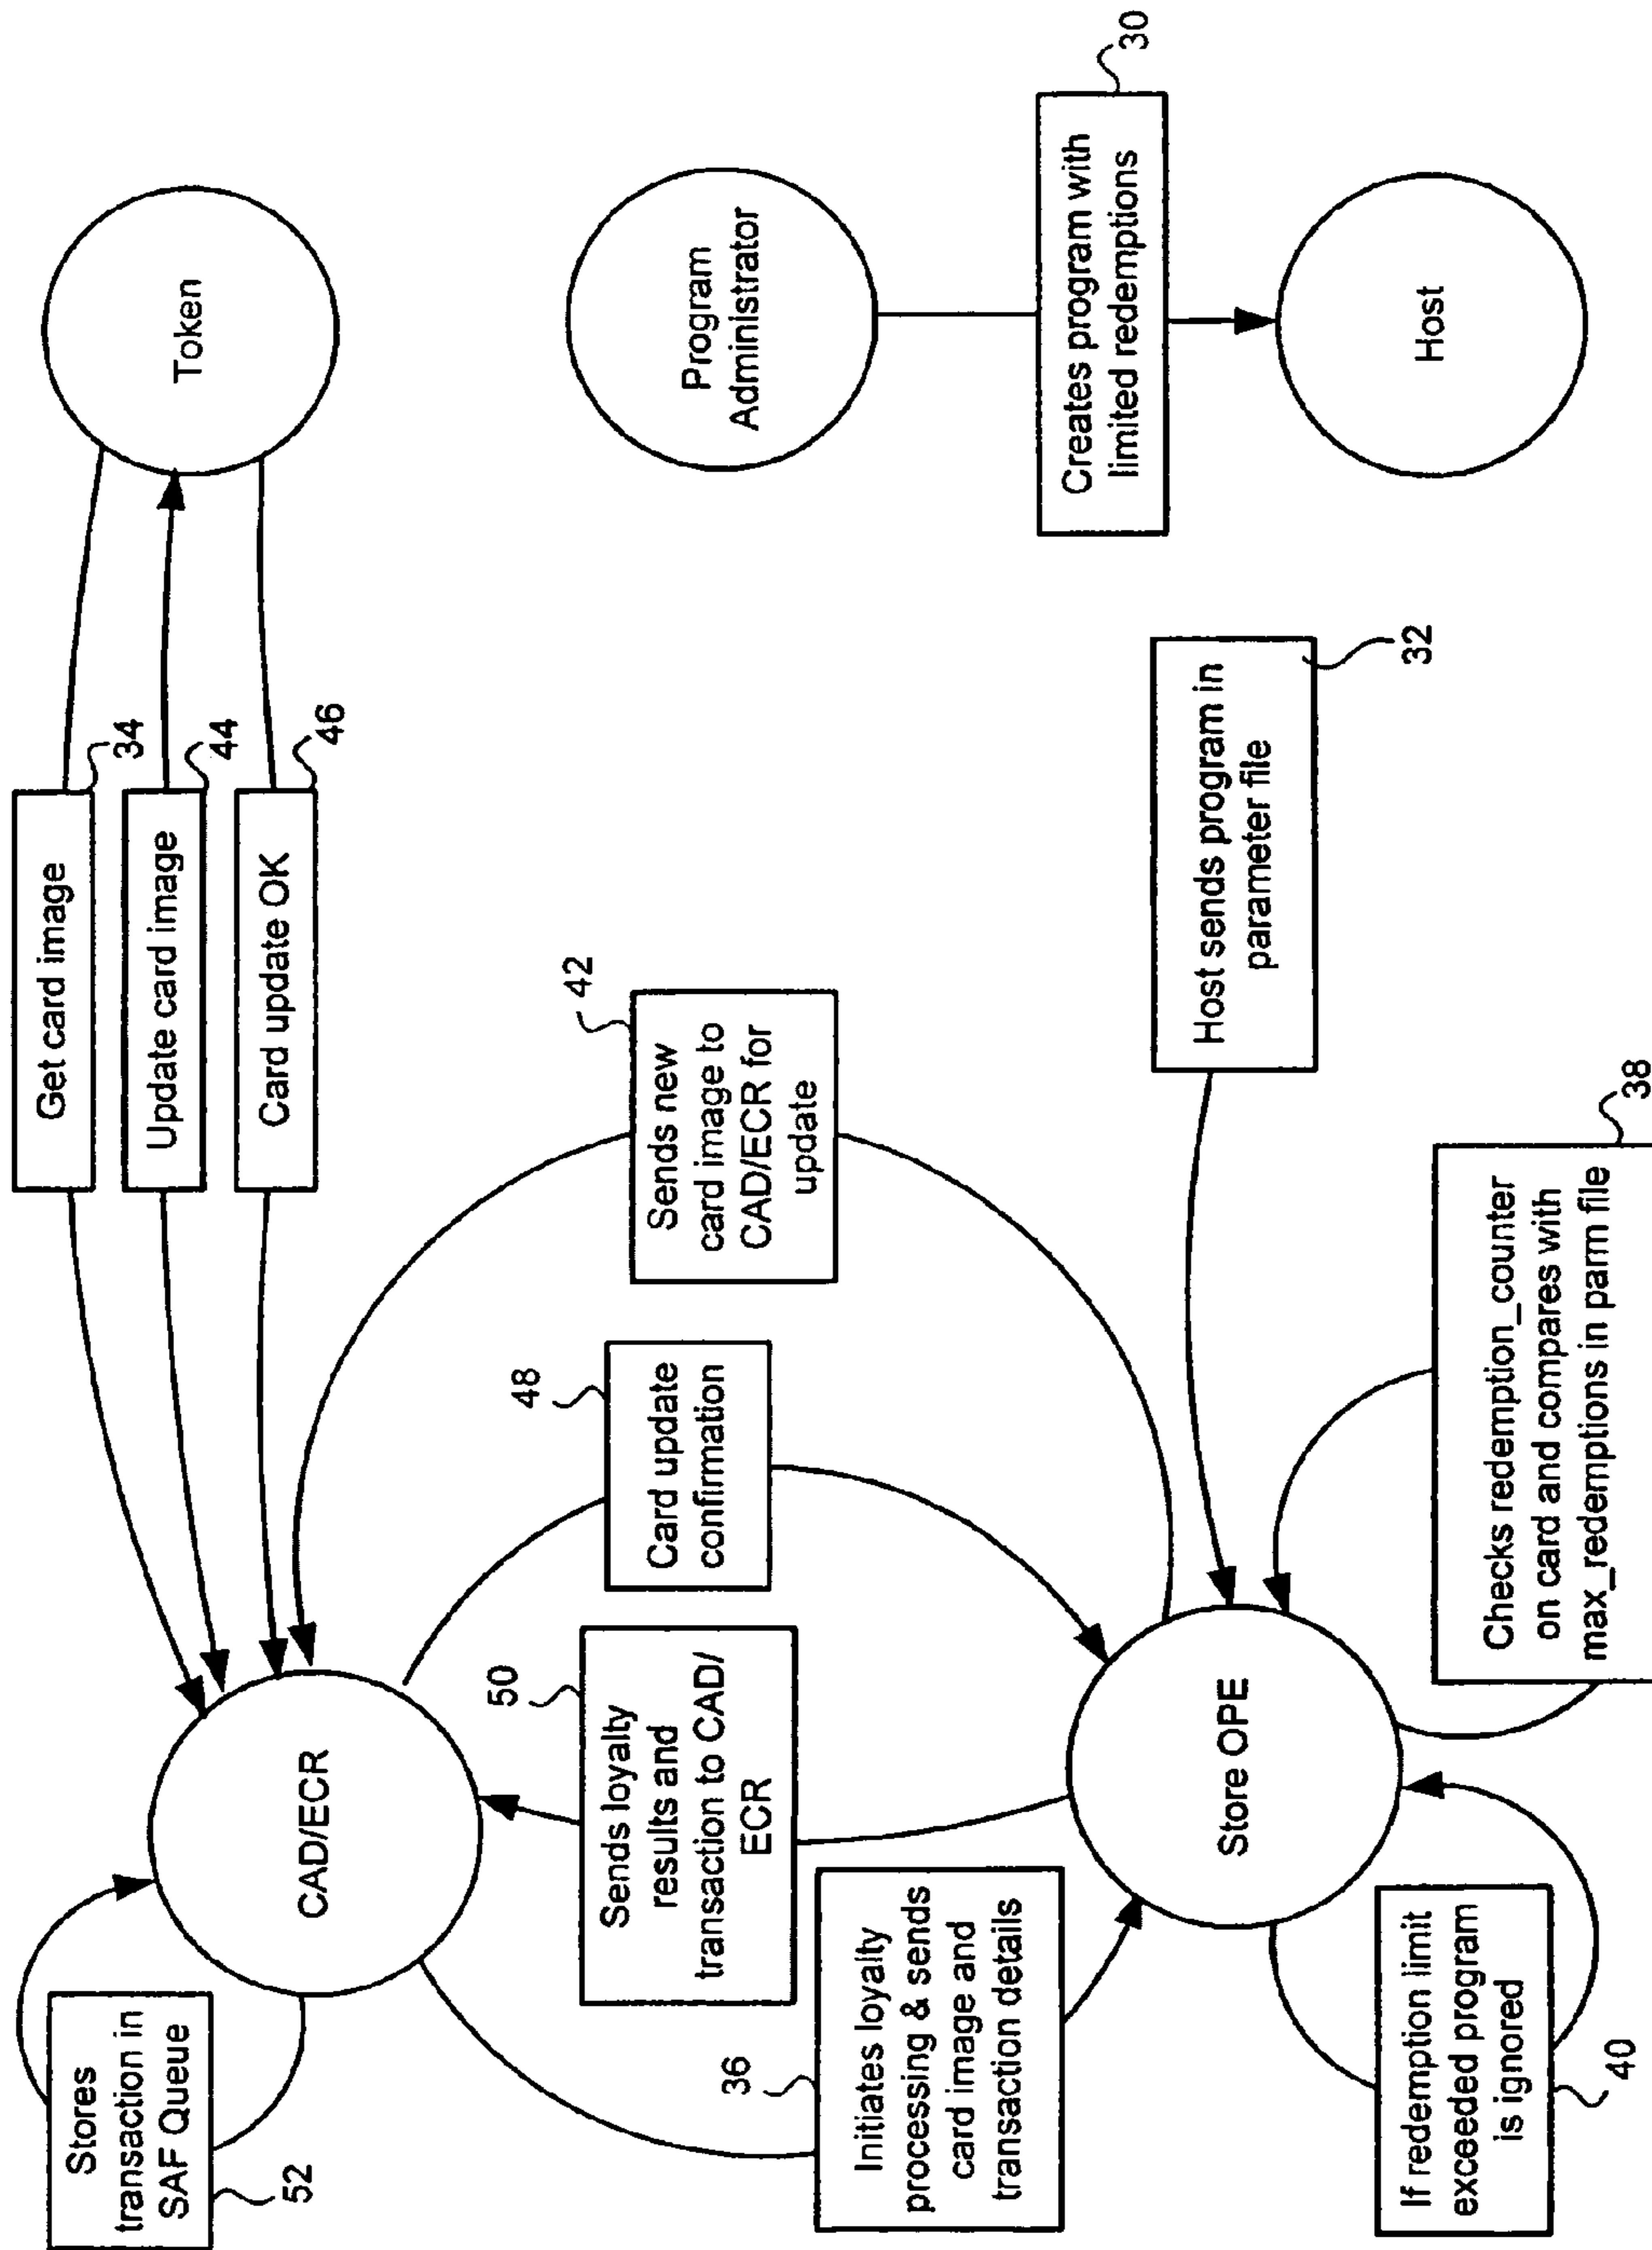 Token
Get card image
34
Update card image
44
Card update OK
46
CAD/ECR
Stores
transaction in
SAF Queue
52
Program
Administrator
Creates program with
limited redemptions
30
Host
Sends new
card image to
CAD/ECR for
update
42
Card update
confirmation
48
Sends loyalty
results and
transaction to CAD/
ECR
50
Initiates loyalty
processing & sends
card image and
transaction details
36
Host sends program in
parameter file
32
Store OPE
Checks redemption_counter
on card and compares with
max_redemptions in parm file
38
If redemption limit
exceeded program
is ignored
40